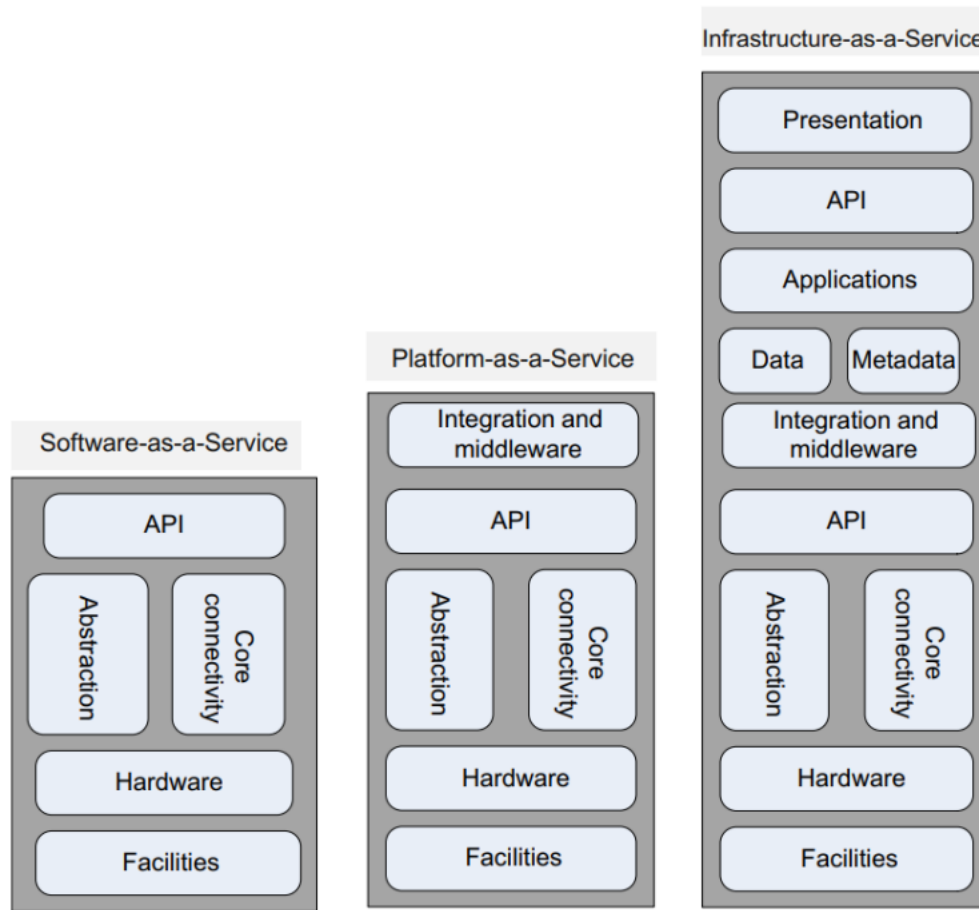 Software-as-a-Service
API
Abstraction
Core
connectivity
Hardware
Facilities
Platform-as-a-Service
Integration and
middleware
API
Abstraction
Core
connectivity
Hardware
Facilities
Infrastructure-as-a-Service
Presentation
API
Applications
Data
Metadata
Integration and
middleware
API
Abstraction
Core
connectivity
Hardware
Facilities